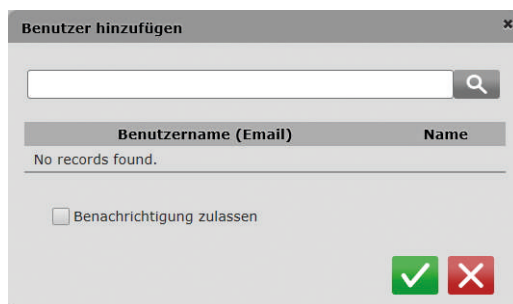 Benutzer hinzufügen
Benutzername (Email) Name
No records found.
Benachrichtigung zulassen